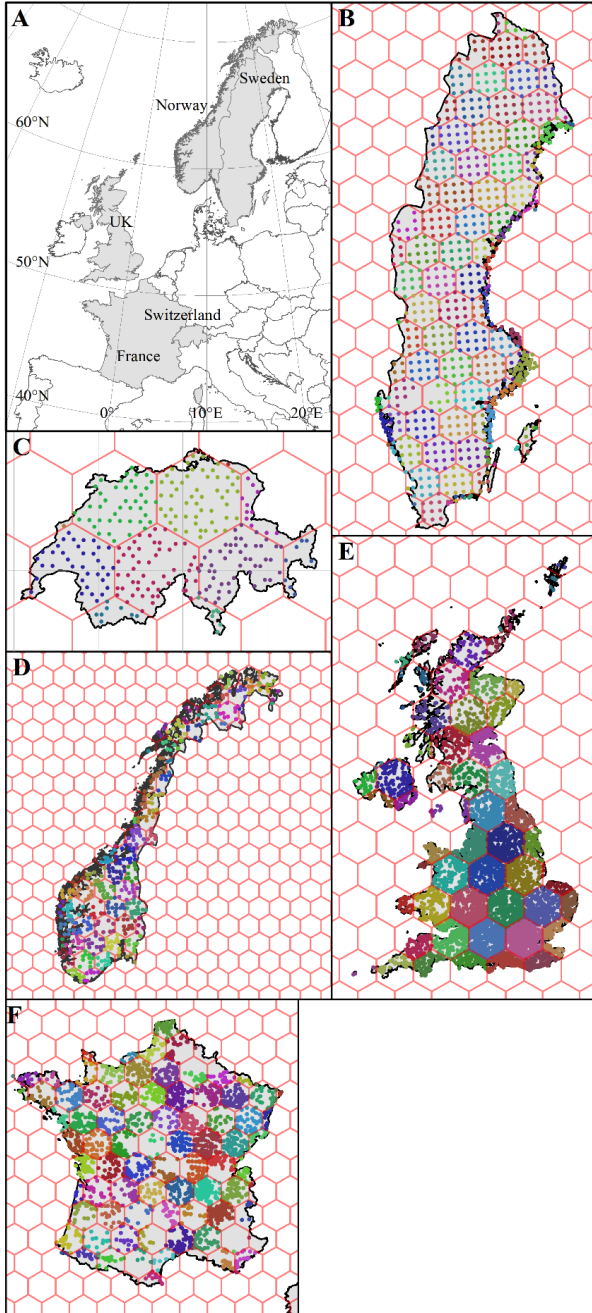 A
Sweden
Norway
60°N
UK
50°N
Switzerland
France
40°N
0°
10°E
20°E
B
C
D
E
F